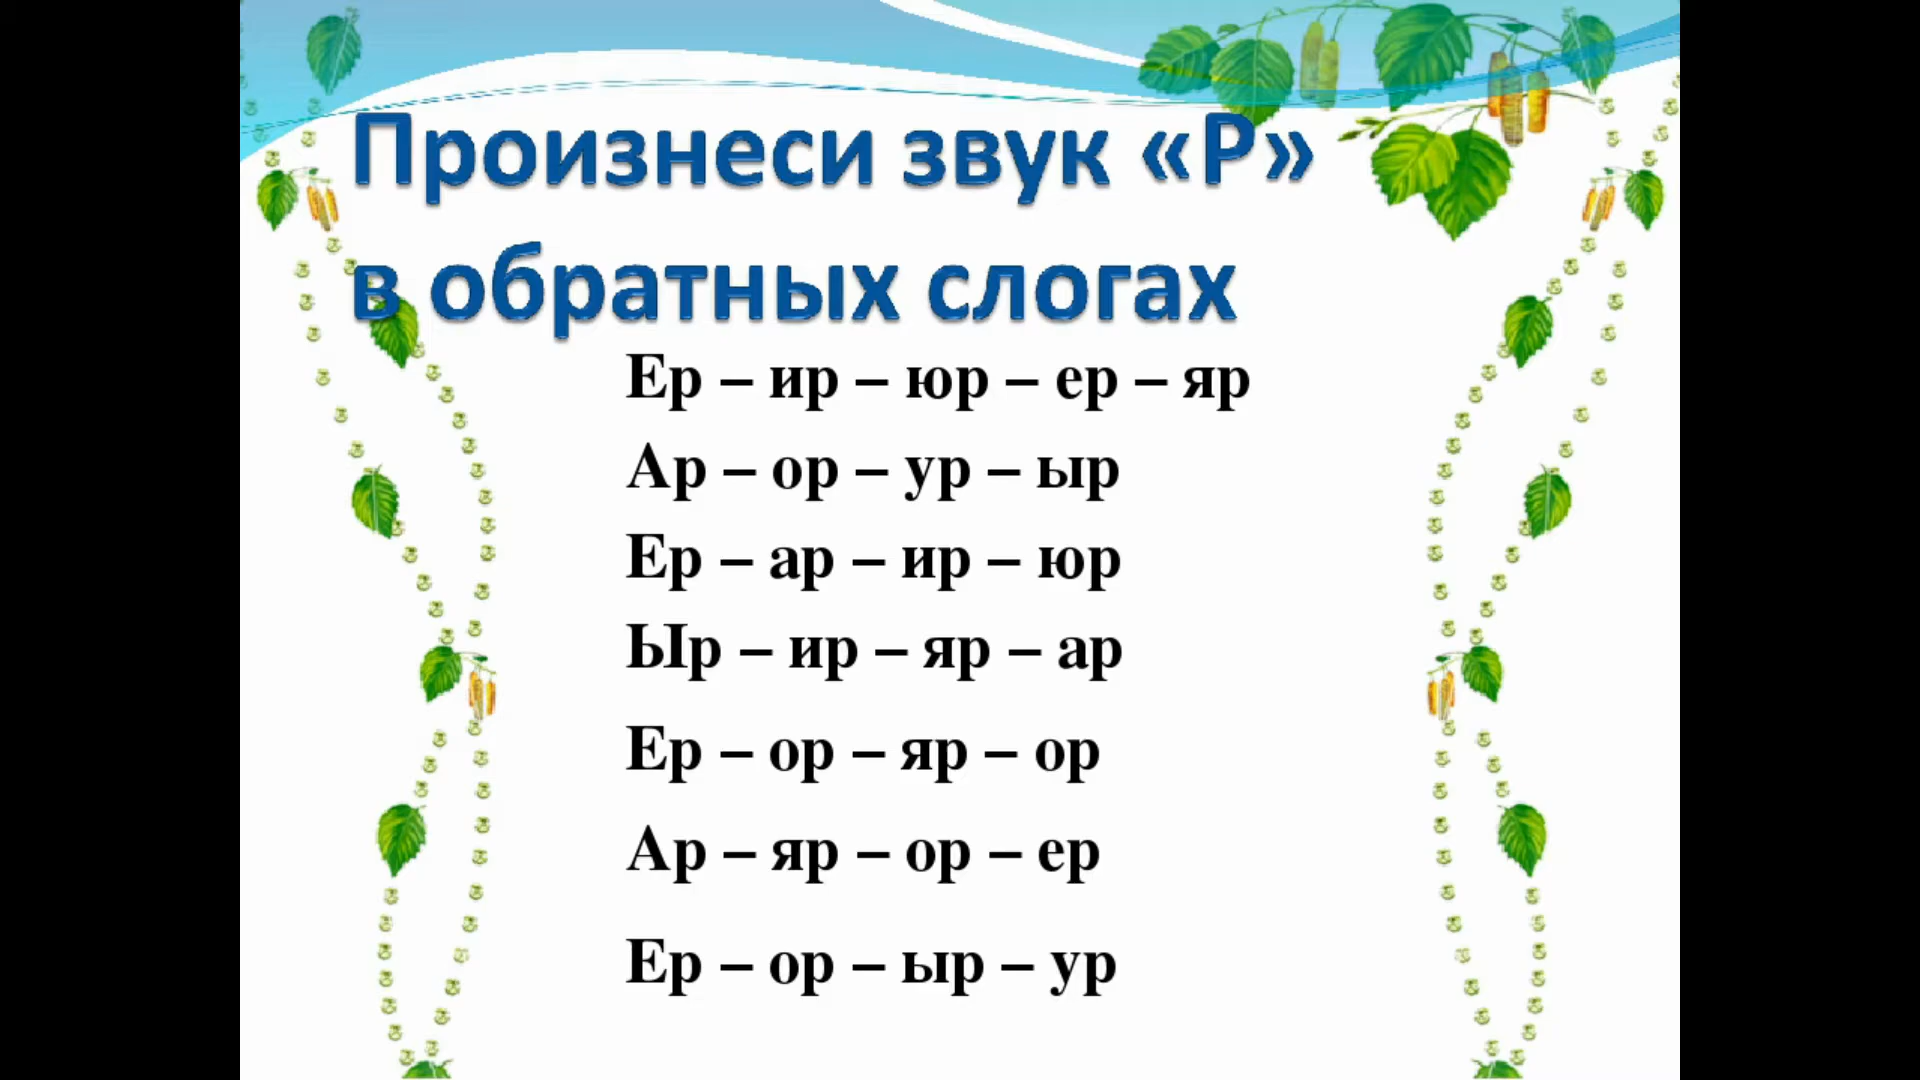 Произнеси звук «Р»
в обратных слогах
Ер – ир – юр – ер – яр
Ар – ор – ур – ыр
Ер – ар – ир – юр
Ыр – ир – яр – ар
Ер – ор – яр – ор
Ар – яр – ор – ер
Ер – ор – ыр – ур